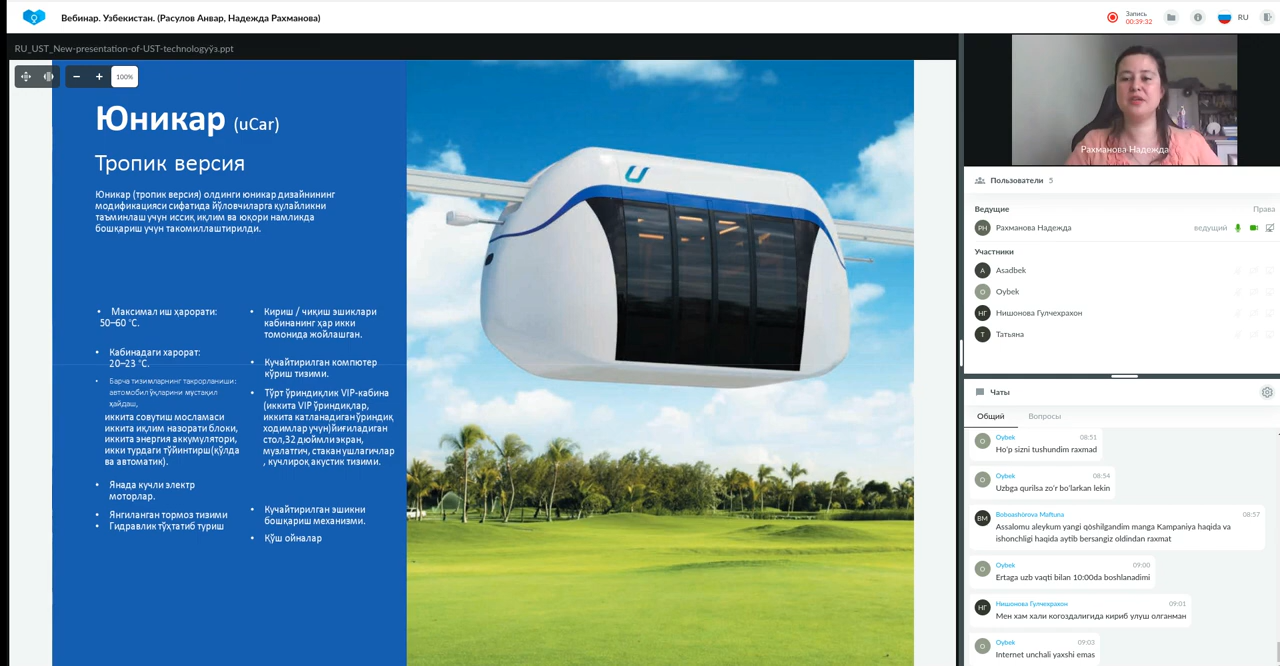 Вебинар. Узбекистан. (Расулов Анвар, Надежда Рахманова)
Запись
00:39:32
RU
RU_UST_New-presentation-of-UST-technologyўз.ppt
100%
Юникар (uCar)
Тропик версия
Юникар (тропик версия) олдинги юникар дизайнининг
модификацияси сифатида йўловчиларга қулайликни
таъминлаш учун иссиқ иқлим ва юқори намликда
бошқариш учун такомиллаштирилди.
• Максимал иш ҳарорати:
50–60 °C.
• Кабинадаги харорат:
20–23 °C.
• Барча тизимларнинг такрорланиши:
автомобил ўқларини мустақил
ҳайдаш,
иккита совутиш мосламаси
иккита иқлим назорати блоки,
иккита энергия аккумулятори,
икки турдаги тўйинтирш(қўлда
ва автоматик).
• Янада кучли электр
моторлар.
• Янгиланган тормоз тизими
• Гидравлик тўҳтатиб туриш
• Кириш / чиқиш эшиклари
кабинанинг ҳар икки
томонида жойлашган.
• Кучайтирилган компютер
кўриш тизими.
• Тўрт ўриндиқлик VIP-кабина
(иккита VIP ўриндиқлар,
иккита катланадиган ўриндиқ
ходимлар учун)йиғиладиган
стол,32 дюймли экран,
музлатгич, стакан ушлагичлар
, кучлироқ акустик тизими.
• Кучайтирилган эшикни
бошқариш механизми.
• Қўш ойналар
Рахманова Надежда
Пользователи 5
Ведущие
Права
РН Рахманова Надежда
ведущий
Участники
A Asadbek
O Oybek
НГ Нишонова Гулчехрахон
Т Татьяна
Чаты
Общий
Вопросы
O Oybek 08:51
Ho'p sizni tushundim raxmad
O Oybek 08:54
Uzbga qurilsa zo'r bo'larkan lekin
BM Boboashorova Maftuna 08:57
Assalomu aleykum yangi qòshilgandim manga Kampaniya haqida va
ishonchligi haqida aytib bersangiz oldindan raxmat
O Oybek 09:00
Ertaga uzb vaqti bilan 10:00da boshlanadimi
НГ Нишонова Гулчехрахон 09:01
Мен хам хали когоздалигида кириб улуш олганман
O Oybek 09:03
Internet unchali yaxshi emas